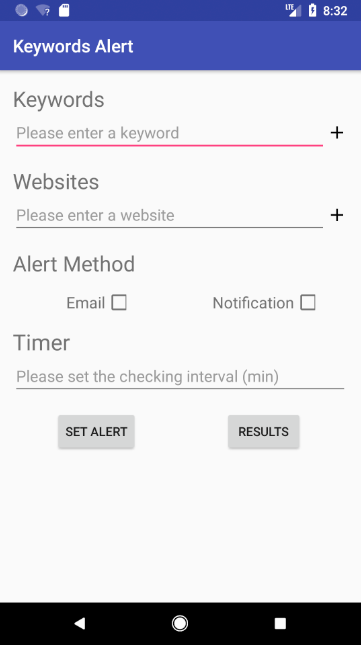 LTE 8:32
Keywords Alert
Keywords
Please enter a keyword +
Websites
Please enter a website +
Alert Method
Email Notification
Timer
Please set the checking interval (min)
SET ALERT RESULTS